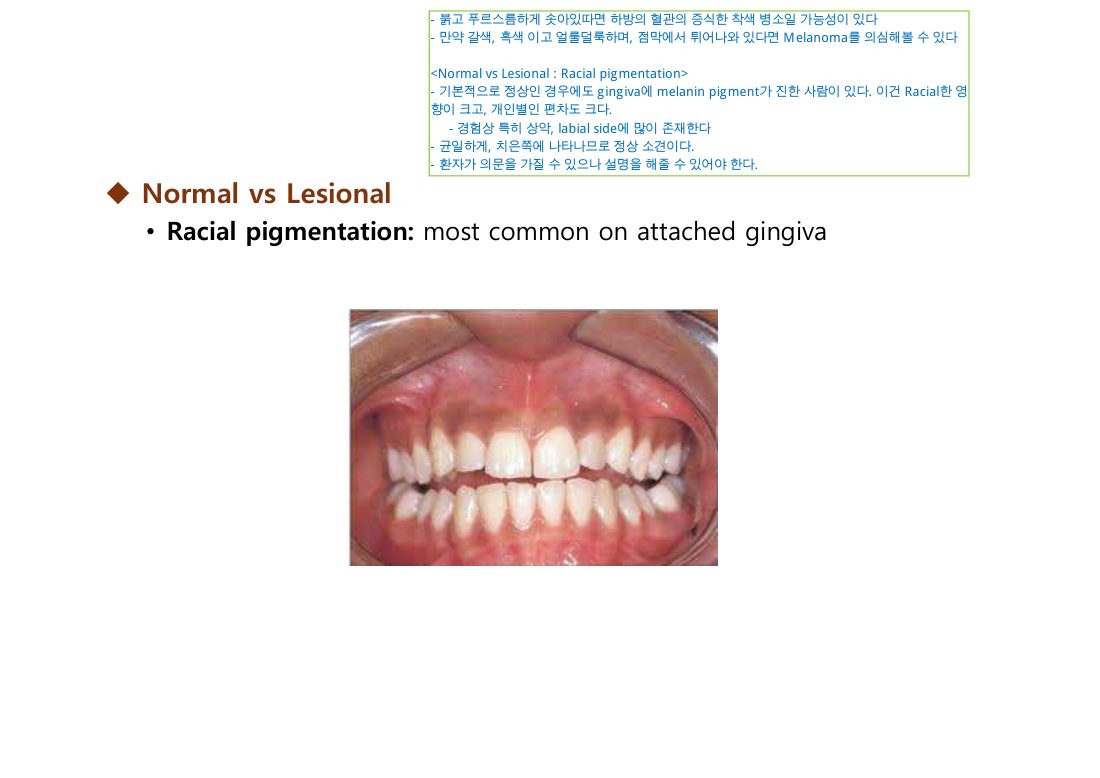 - 붉고 푸르스름하게 솟아있따면 하방의 혈관의 증식한 착색 병소일 가능성이 있다
- 만약 갈색, 흑색 이고 얼룰덜룩하며, 점막에서 튀어나와 있다면 Melanoma를 의심해볼 수 있다
<Normal vs Lesional : Racial pigmentation>
- 기본적으로 정상인 경우에도 gingiva에 melanin pigment가 진한 사람이 있다. 이건 Racial한 영
향이 크고, 개인별인 편차도 크다.
- 경험상 특히 상악, labial side에 많이 존재한다
- 균일하게, 치은쪽에 나타나므로 정상 소견이다.
- 환자가 의문을 가질 수 있으나 설명을 해줄 수 있어야 한다.
◆ Normal vs Lesional
• Racial pigmentation: most common on attached gingiva